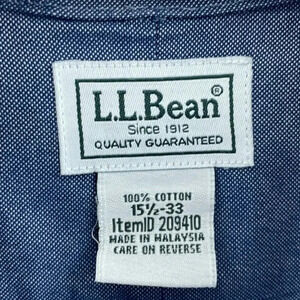 L.L.Bean®
Since 1912
QUALITY GUARANTEED
100% COTTON
15½-33
ItemID 209410
MADE IN MALAYSIA
CARE ON REVERSE